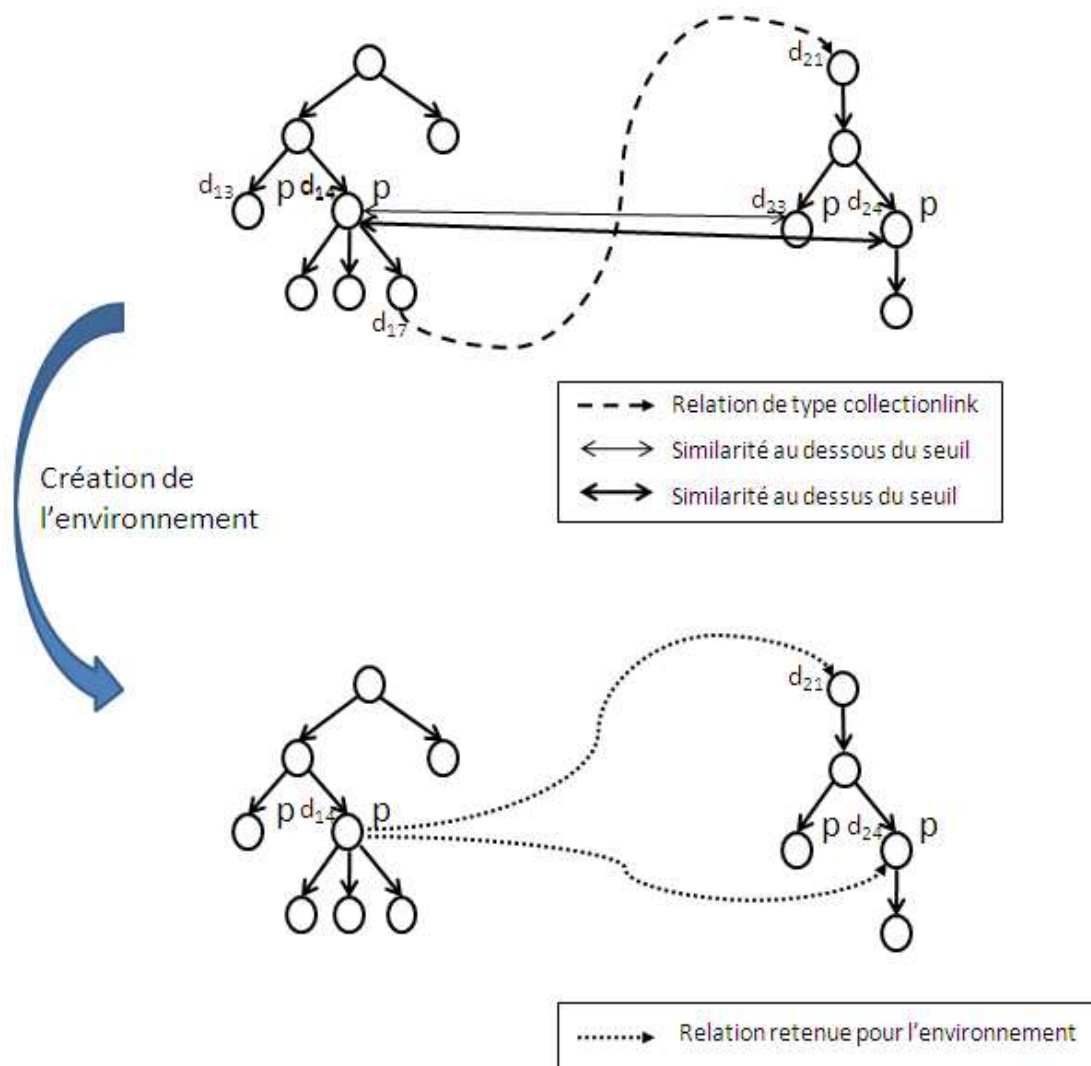 d21
d13 p d14 p
d23 p d24 p
d17
Relation de type collectionlink
Similarité au dessous du seuil
Similarité au dessus du seuil
Création de
l'environnement
d21
p d14 p
p d24 p
Relation retenue pour l'environnement